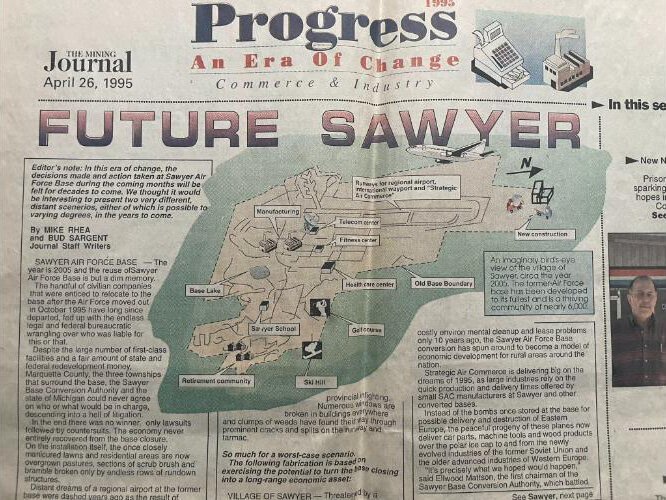 1995
Progress
An Era Of Change
Commerce & Industry
THE MINING
Journal
April 26, 1995
In this se
FUTURE SAWYER
Editor's note: In this era of change, the
decisions made and action taken at Sawyer Air
Force Base during the coming months will be
felt for decades to come. We thought it would
be interesting to present two very different,
distant scenarios, either of which is possible to
varying degrees, in the years to come.
By MIKE RHEA
and BUD SARGENT
Journal Staff Writers
SAWYER AIR FORCE BASE — The
year is 2005 and the reuse of Sawyer
Air Force Base is but a dim memory.
The handful of civilian companies
that were enticed to relocate to the
base after the Air Force moved out
in October 1995 have long since
departed, fed up with the endless
legal and federal bureaucratic
wrangling over who was liable for
this or that.
Despite the large number of first-class
facilities and a fair amount of state and
federal redevelopment money,
Marquette County, the three townships
that surround the base, the Sawyer
Base Conversion Authority and the
state of Michigan could never agree
on who or what would be in charge,
descending into a hell of litigation.
In the end there was no winner, only lawsuits
followed by countersuits. The economy never
entirely recovered from the base closure.
On the installation itself, the once closely
manicured lawns and residential areas are now
overgrown pastures, sections of scrub brush and
bramble broken only by endless rows of rundown
structures.
Distant dreams of a regional airport at the former
base were dashed years ago as the result of
Runways for regional airport,
international wayport and "Strategic
Air Commerce"
N
Manufacturing
Telecom center
Fitness center
New construction
Health care center
Old Base Boundary
Base Lake
Sawyer School
Golf course
Retirement community
Ski Hill
An imaginary bird's-eye
view of the village of
Sawyer, circa the year
2005. The former Air Force
base has been developed
to its fullest and is a thriving
community of nearly 6,000.
provincial infighting.
Numerous windows are
broken in buildings everywhere
and clumps of weeds have found their way through
prominent cracks and splits on the runway and
tarmac.
So much for a worst-case scenario.
The following fabrication is based on
exercising the potential to turn the base closing
into a long-range economic asset:
VILLAGE OF SAWYER — Threatened by a
costly environmental cleanup and lease problems
only 10 years ago, the Sawyer Air Force Base
conversion has spun around to become a model of
economic development for rural areas around the
nation.
Strategic Air Commerce is delivering big on the
dreams of 1995, as large industries rely on the
quick production and delivery times offered by
small SAC manufacturers at Sawyer and other
converted bases.
Instead of the bombs once stored at the base for
possible delivery and destruction of Eastern
Europe, the peaceful progeny of these planes now
deliver car parts, machine tools and wood products
over the polar ice cap to and from the newly
evolved industries of the former Soviet Union and
the older advanced industries of Western Europe.
"It's precisely what we hoped would happen,"
said Ellwood Mattson, the first chairman of the
Sawyer Base Conversion Authority, which battled
See Sawyer, next page
New N
Prison
sparking
hopes in
Co
See